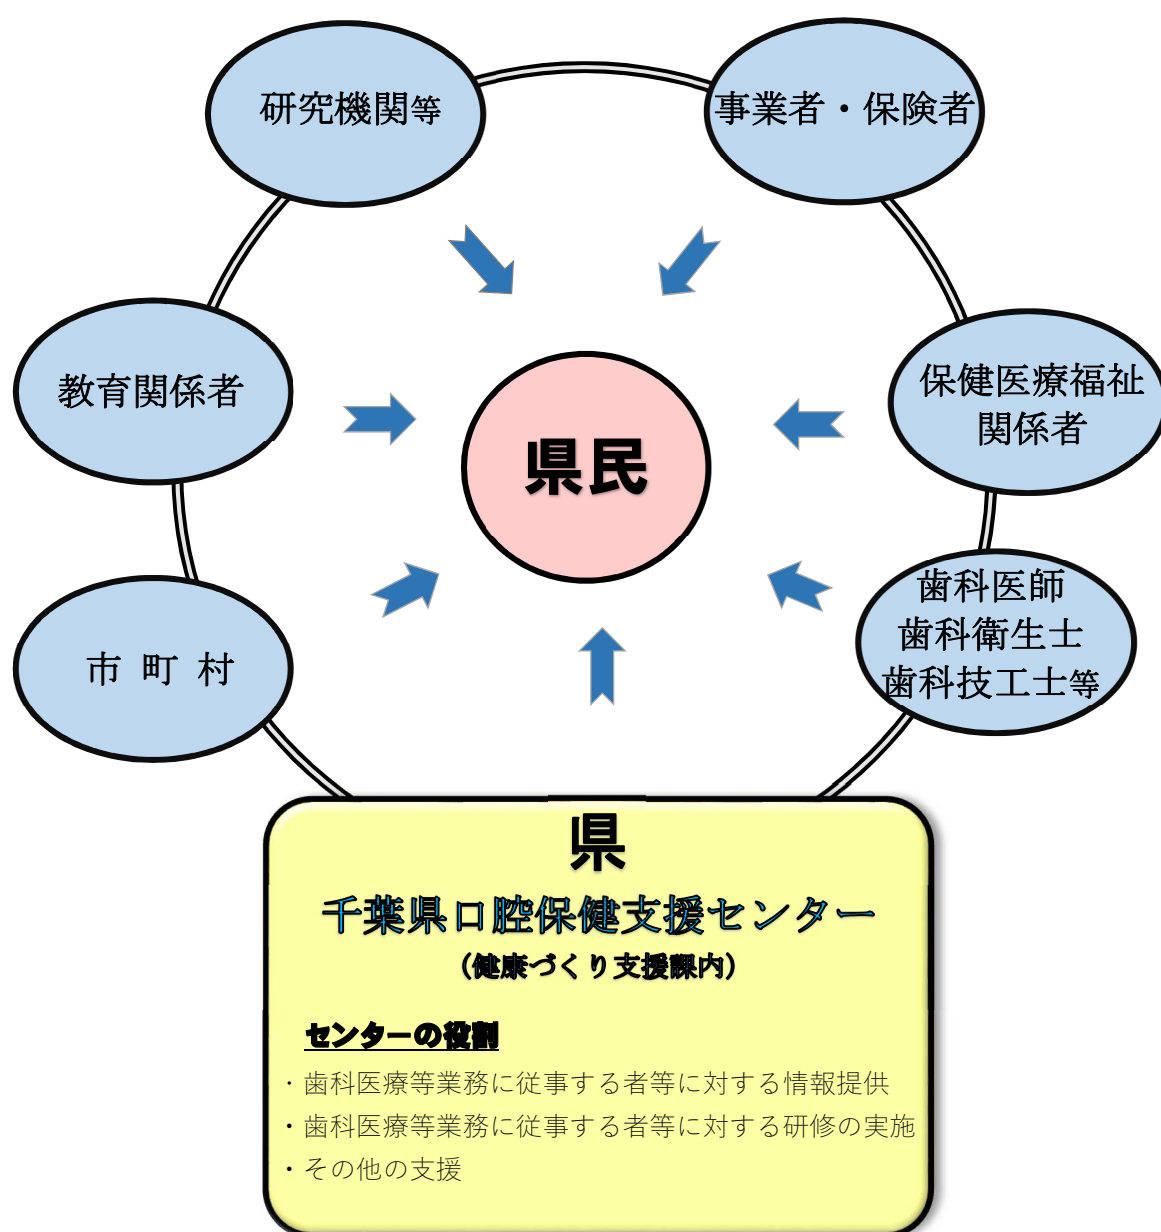 研究機関等
事業者・保険者
教育関係者
保健医療福祉
関係者
県民
市 町 村
歯科医師
歯科衛生士
歯科技工士等
県
千葉県口腔保健支援センター
（健康づくり支援課内）
センターの役割
・歯科医療等業務に従事する者等に対する情報提供
・歯科医療等業務に従事する者等に対する研修の実施
・その他の支援